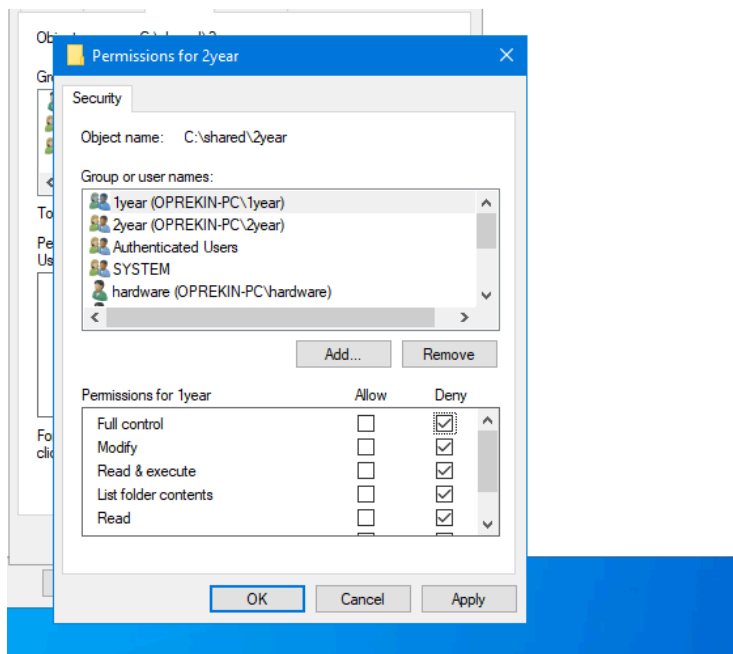 Permissions for 2year
Security
Object name: C:\shared\2year
Group or user names:
1year (OPREKIN-PC\1year)
2year (OPREKIN-PC\2year)
Authenticated Users
SYSTEM
hardware (OPREKIN-PC\hardware)
Add...
Remove
Permissions for 1year Allow Deny
Full control
Modify
Read & execute
List folder contents
Read
OK
Cancel
Apply